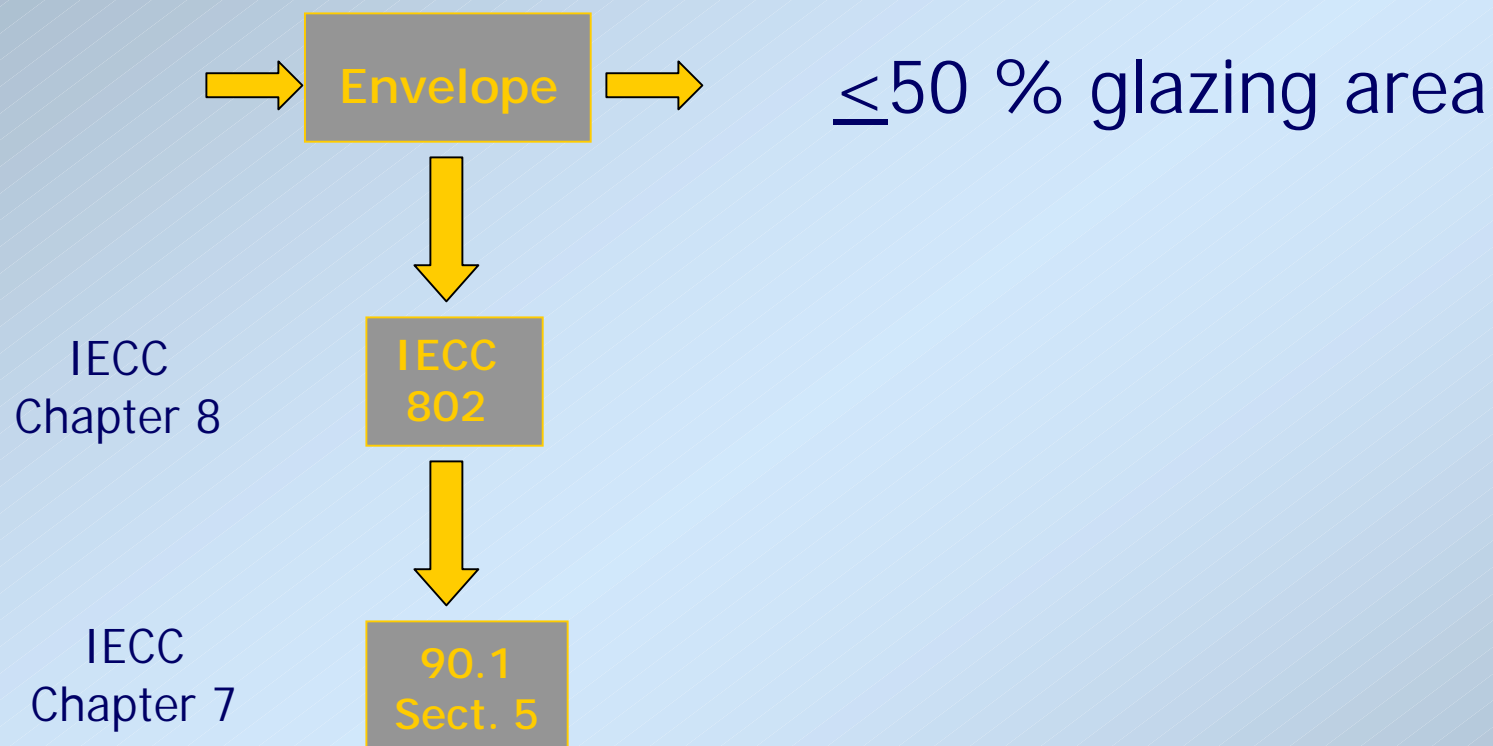 Envelope
<50 % glazing area
IECC
Chapter 8
IECC
802
IECC
Chapter 7
90.1
Sect. 5